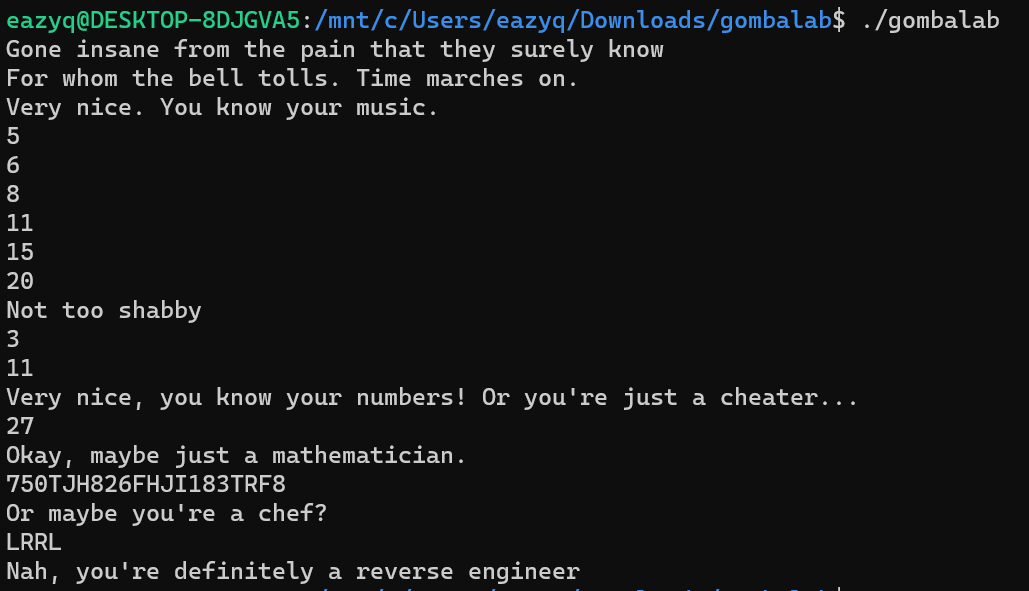 eazyq@DESKTOP-8DJGVA5:/mnt/c/Users/eazyq/Downloads/gombalab$ ./gombalab
Gone insane from the pain that they surely know
For whom the bell tolls. Time marches on.
Very nice. You know your music.
5
6
8
11
15
20
Not too shabby
3
11
Very nice, you know your numbers! Or you're just a cheater...
27
Okay, maybe just a mathematician.
750TJH826FHJI183TRF8
Or maybe you're a chef?
LRRL
Nah, you're definitely a reverse engineer